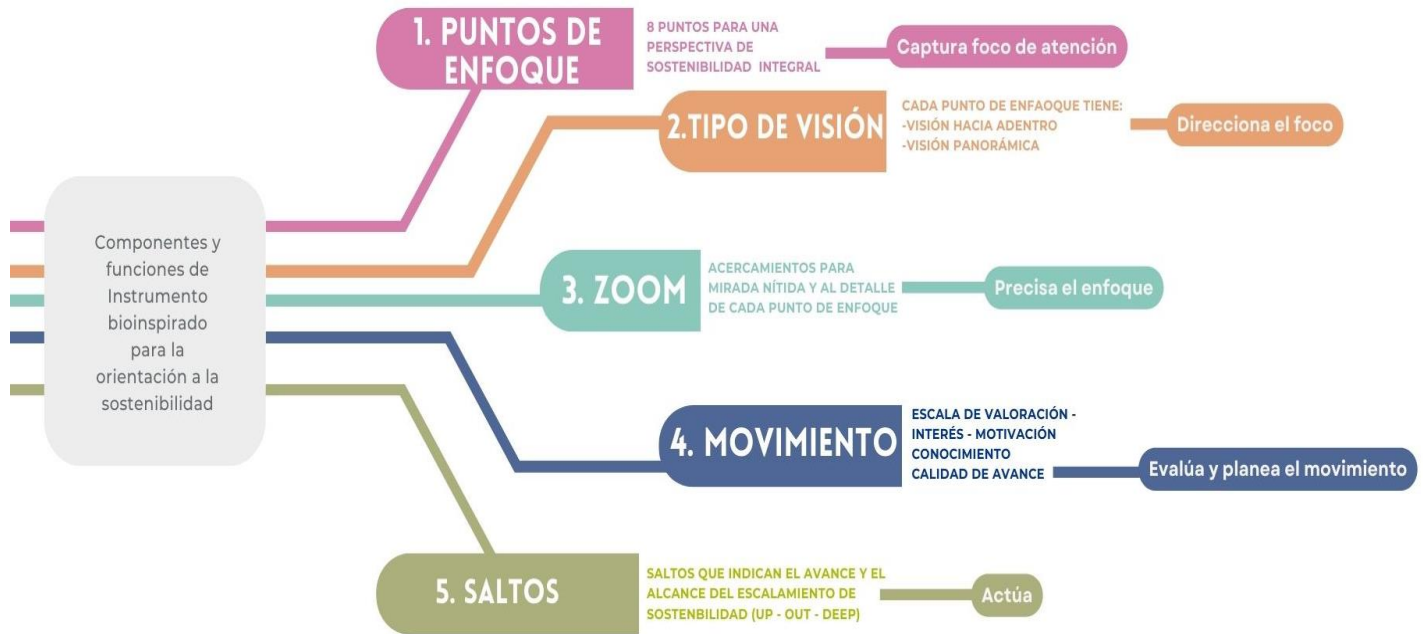 Componentes y
funciones de
Instrumento
bioinspirado
para la
orientación a la
sostenibilidad
1. PUNTOS DE
ENFOQUE
8 PUNTOS PARA UNA
PERSPECTIVA DE
SOSTENIBILIDAD INTEGRAL
Captura foco de atención
2.TIPO DE VISIÓN
CADA PUNTO DE ENFAOQUE TIENE:
-VISIÓN HACIA ADENTRO
-VISIÓN PANORÁMICA
Direcciona el foco
3. ZOOM
ACERCAMIENTOS PARA
MIRADA NÍTIDA Y AL DETALLE
DE CADA PUNTO DE ENFOQUE
Precisa el enfoque
4. MOVIMIENTO
ESCALA DE VALORACIÓN -
INTERÉS - MOTIVACIÓN
CONOCIMIENTO
CALIDAD DE AVANCE
Evalúa y planea el movimiento
5. SALTOS
SALTOS QUE INDICAN EL AVANCE Y EL
ALCANCE DEL ESCALAMIENTO DE
SOSTENBILIDAD (UP - OUT - DEEP)
Actúa